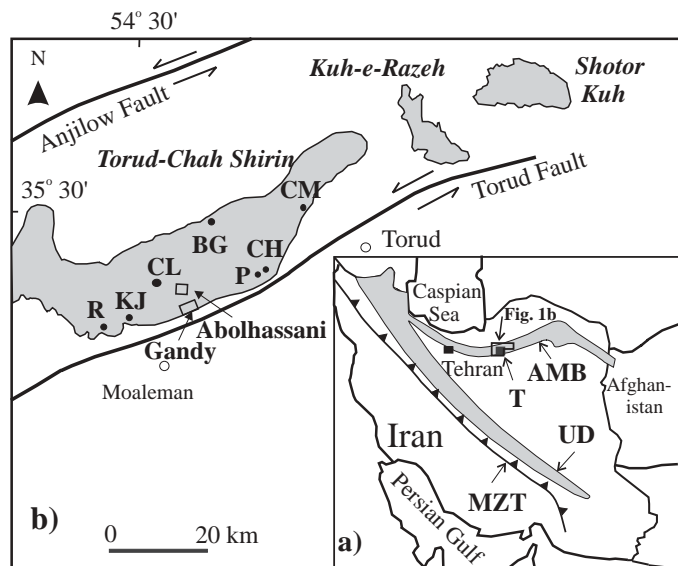 54° 30'
N
Anjilow Fault
Kuh-e-Razeh
Shotor
Kuh
Torud-Chah Shirin
35° 30'
CM
Torud Fault
BG
CH
P
Torud
CL
R
KJ
Abolhassani
Gandy
Moaleman
b)
0 20 km
Caspian
Sea
Fig. 1b
Tehran
T
AMB
Afghan-
istan
Iran
UD
MZT
Persian Gulf
a)